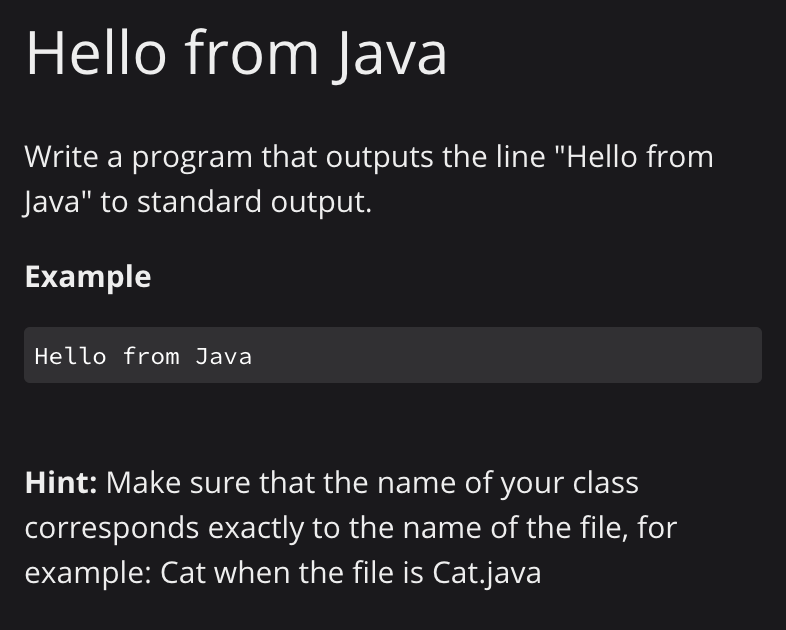 Hello from Java
Write a program that outputs the line "Hello from
Java" to standard output.
Example
Hello from Java
Hint: Make sure that the name of your class
corresponds exactly to the name of the file, for
example: Cat when the file is Cat.java